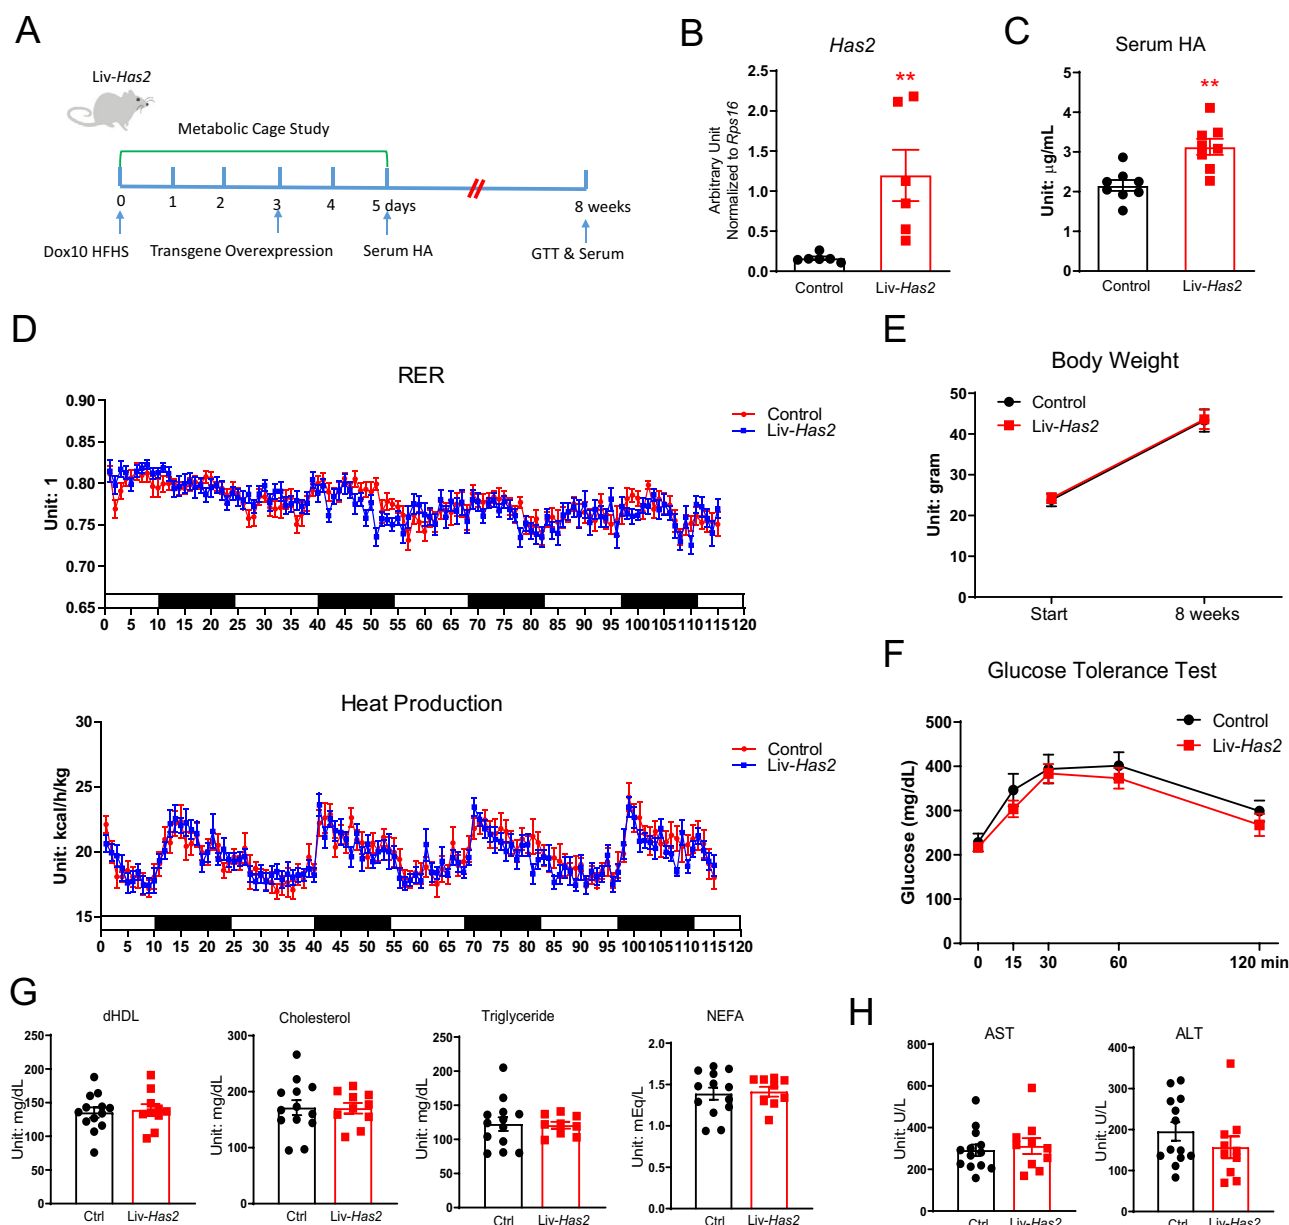 A
Liv-Has2
Metabolic Cage Study
0 1 2 3 4 5 days 8 weeks
Dox10 HFHS Transgene Overexpression Serum HA GTT & Serum
B
Has2
Arbitrary Unit
Normalized to Rps16
2.5
2.0
1.5
1.0
0.5
0.0
**
Control Liv-Has2
C
Serum HA
Unit: μg/mL
5
4
3
2
1
0
**
Control Liv-Has2
D
RER
Unit: 1
0.90
0.85
0.80
0.75
0.70
0.65
Control
Liv-Has2
0 5 10 15 20 25 30 35 40 45 50 55 60 65 70 75 80 85 90 95 100 105 110 115 120
Heat Production
Unit: kcal/h/kg
30
25
20
15
Control
Liv-Has2
0 5 10 15 20 25 30 35 40 45 50 55 60 65 70 75 80 85 90 95 100 105 110 115 120
E
Body Weight
Unit: gram
50
40
30
20
10
0
Control
Liv-Has2
Start 8 weeks
F
Glucose Tolerance Test
Glucose (mg/dL)
500
400
300
200
100
0
Control
Liv-Has2
0 15 30 60 120 min
G
dHDL
Unit: mg/dL
250
200
150
100
50
0
Ctrl Liv-Has2
Cholesterol
Unit: mg/dL
300
200
100
0
Ctrl Liv-Has2
Triglyceride
Unit: mg/dL
250
200
150
100
50
0
Ctrl Liv-Has2
NEFA
Unit: mEq/L
2.0
1.5
1.0
0.5
0.0
Ctrl Liv-Has2
H
AST
Unit: U/L
800
600
400
200
0
Ctrl Liv-Has2
ALT
Unit: U/L
400
300
200
100
0
Ctrl Liv-Has2